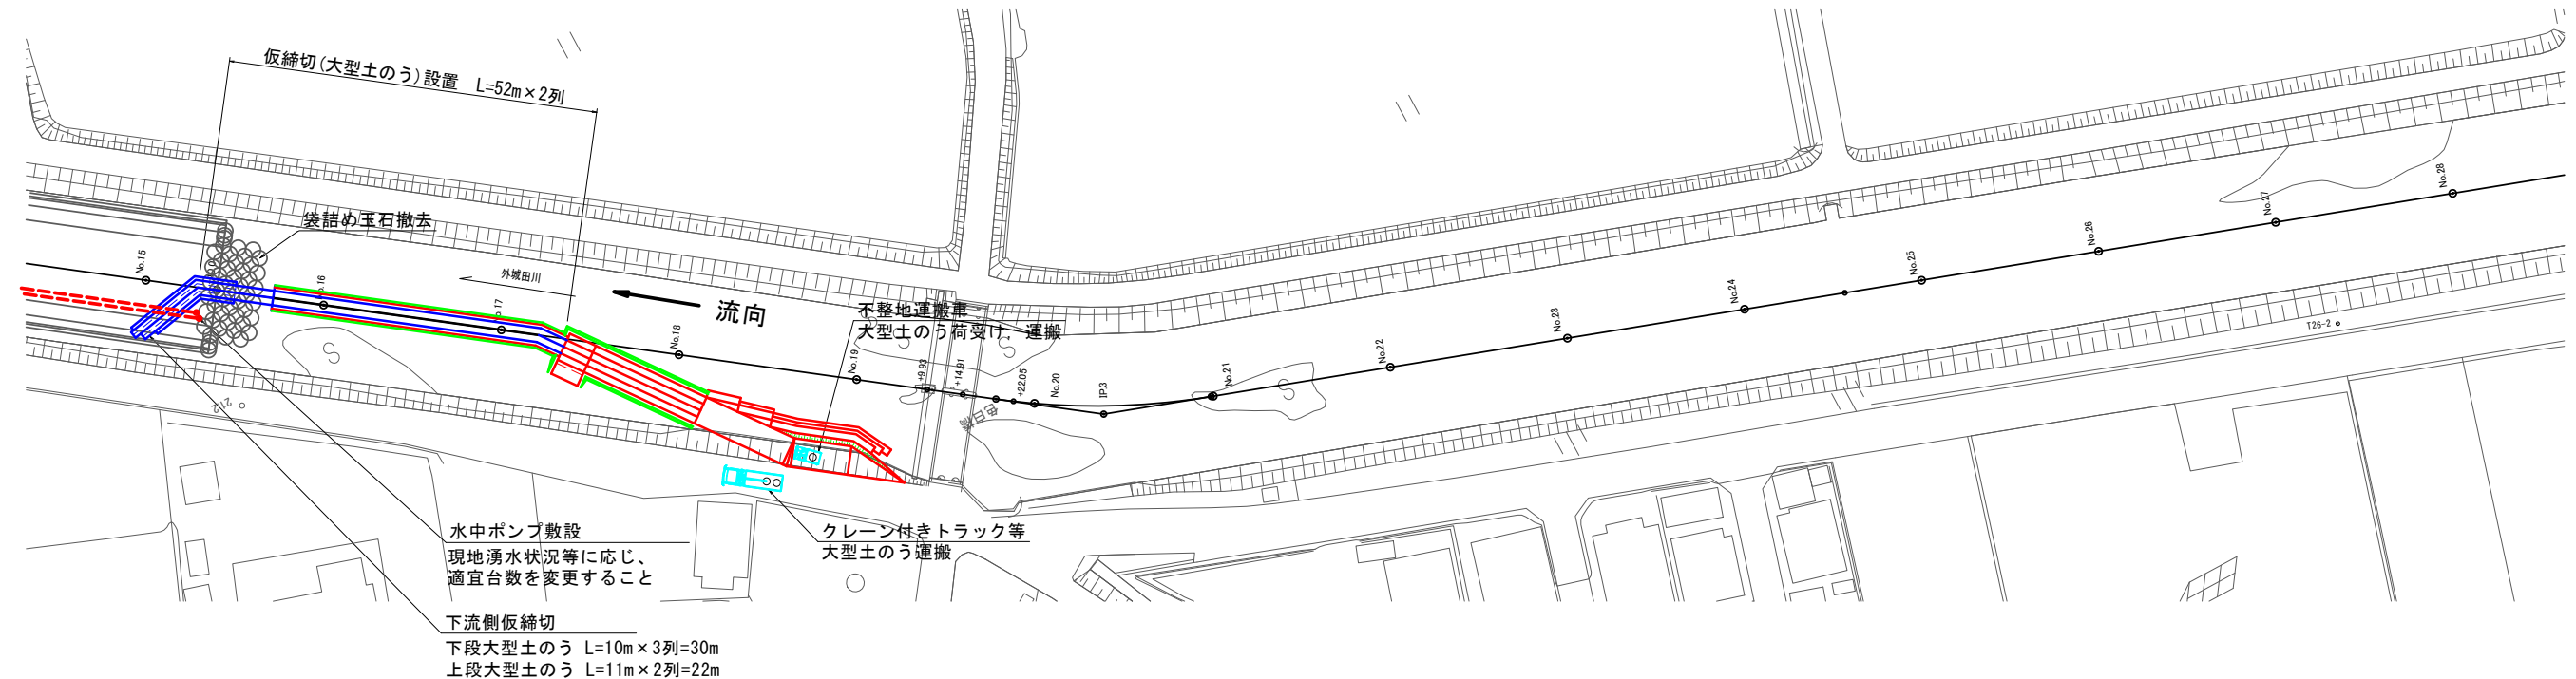 仮締切(大型土のう)設置 L=52m×2列
袋詰め玉石撤去
外城田川
流向
不整地運搬車
大型土のう荷受け、運搬
No.15
No.16
No.17
No.18
No.19
+9.93
+14.91
+22.05
No.20
IP.3
No.21
No.22
No.23
No.24
No.25
No.26
No.27
No.28
T26-2
212
S
S
S
S
水中ポンプ敷設
現地湧水状況等に応じ、
適宜台数を変更すること
クレーン付きトラック等
大型土のう運搬
下流側仮締切
下段大型土のう L=10m×3列=30m
上段大型土のう L=11m×2列=22m